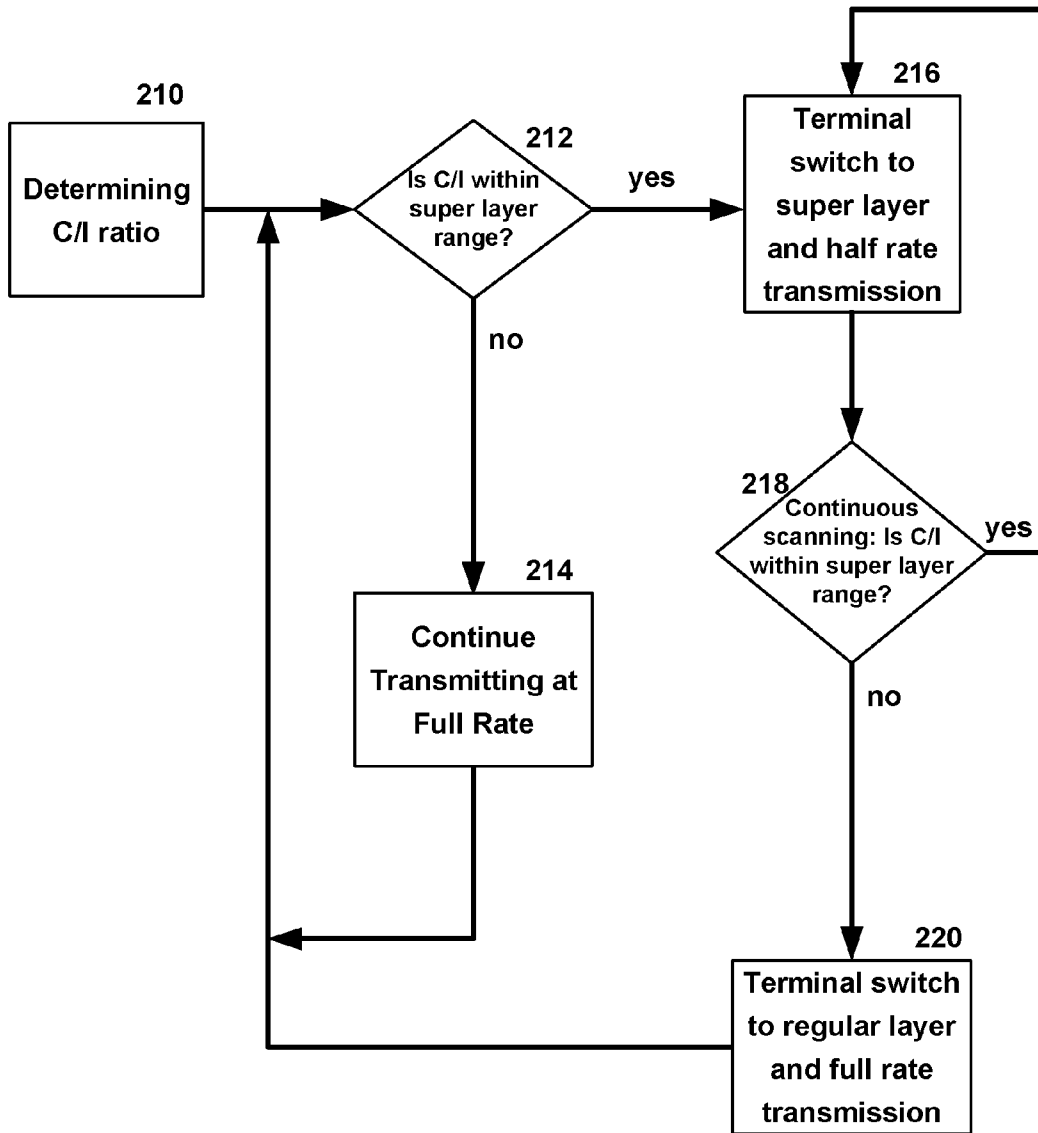 210
Determining
C/I ratio
212
Is C/I within
super layer
range?
yes
no
216
Terminal
switch to
super layer
and half rate
transmission
214
Continue
Transmitting at
Full Rate
218
Continuous
scanning: Is C/I
within super layer
range?
yes
no
220
Terminal switch
to regular layer
and full rate
transmission